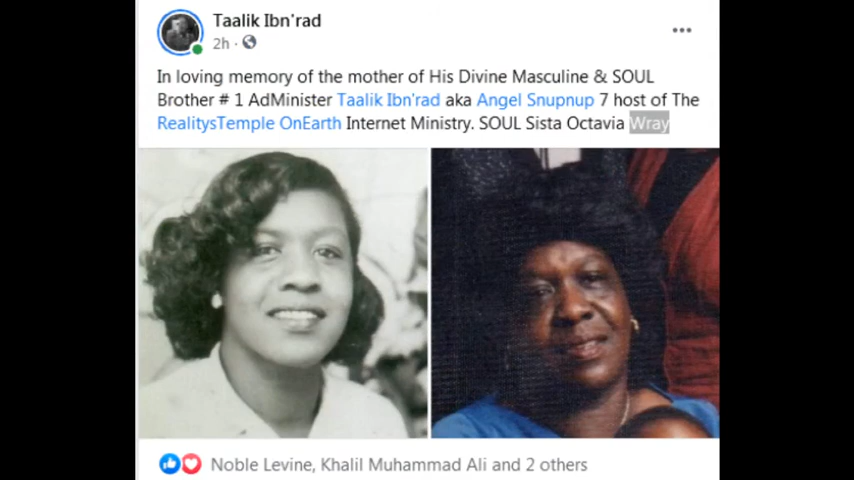 Taalik Ibn'rad
2h ·
In loving memory of the mother of His Divine Masculine & SOUL
Brother # 1 AdMinister Taalik Ibn'rad aka Angel Snupnup 7 host of The
RealitysTemple OnEarth Internet Ministry. SOUL Sista Octavia Wray
Noble Levine, Khalil Muhammad Ali and 2 others